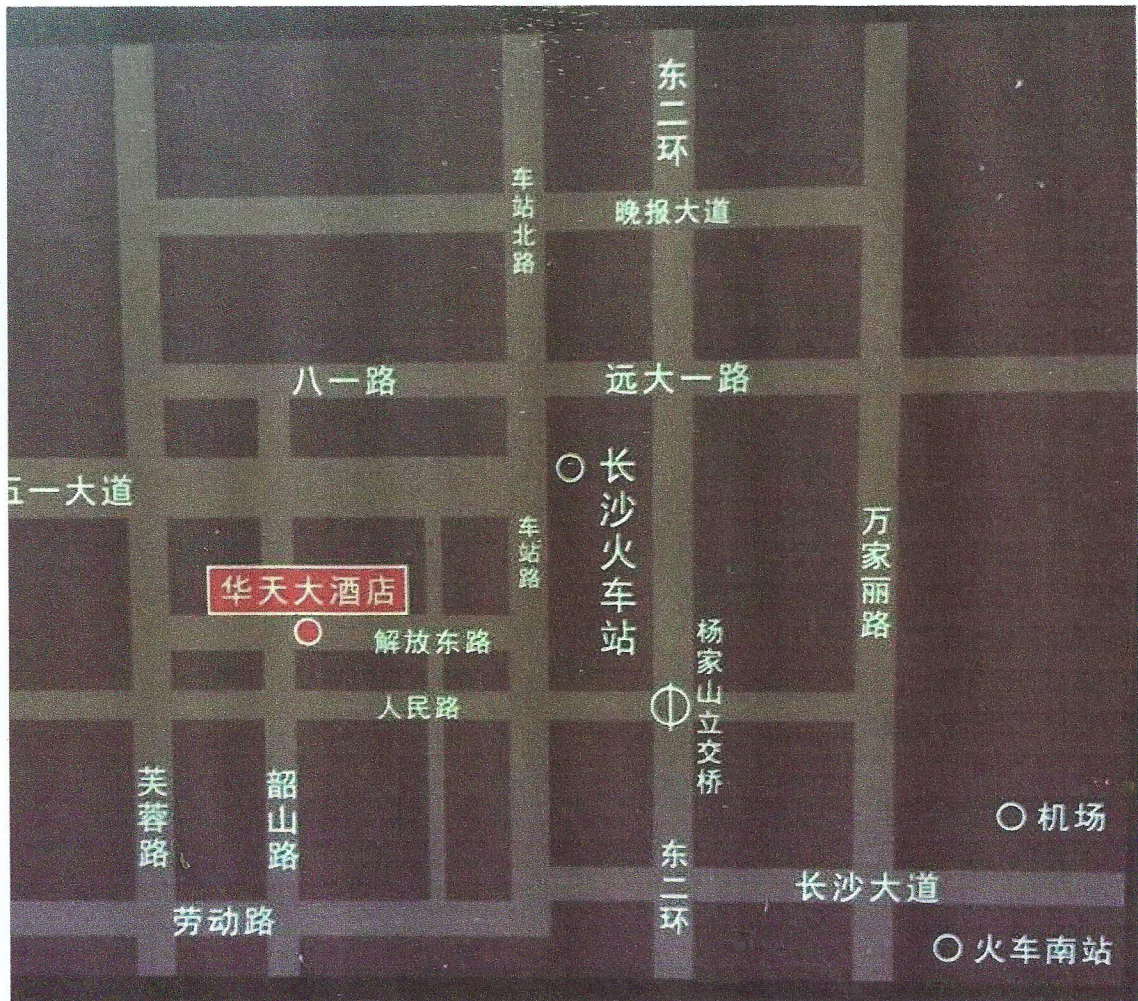 东二环
车站北路
晚报大道
八一路
远大一路
五一大道
长沙火车站
车站路
万家丽路
华天大酒店
解放东路
杨家山立交桥
人民路
芙蓉路
韶山路
机场
东二环
长沙大道
劳动路
火车南站